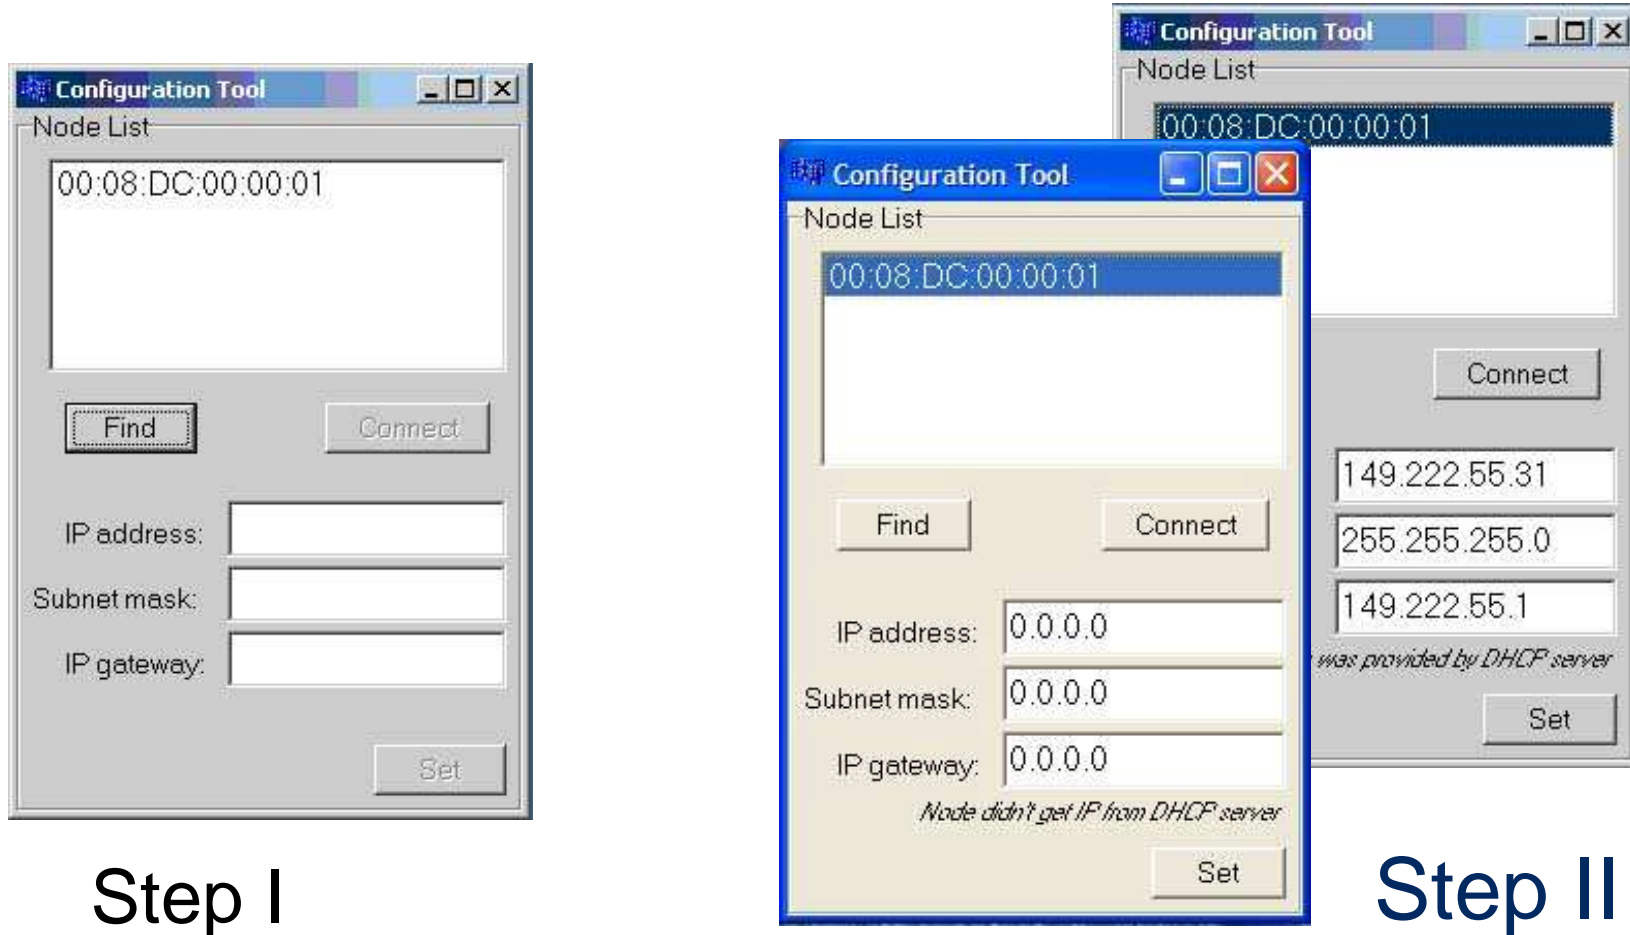 Configuration Tool
Node List
00:08:DC:00:00:01
Find Connect
IP address:
Subnet mask:
IP gateway:
Set
Step I
Configuration Tool
Node List
00:08:DC:00:00:01
Find Connect
IP address: 0.0.0.0
Subnet mask: 0.0.0.0
IP gateway: 0.0.0.0
Node didn't get IP from DHCP server
Set
Configuration Tool
Node List
00:08:DC:00:00:01
Connect
149.222.55.31
255.255.255.0
149.222.55.1
was provided by DHCP server
Set
Step II